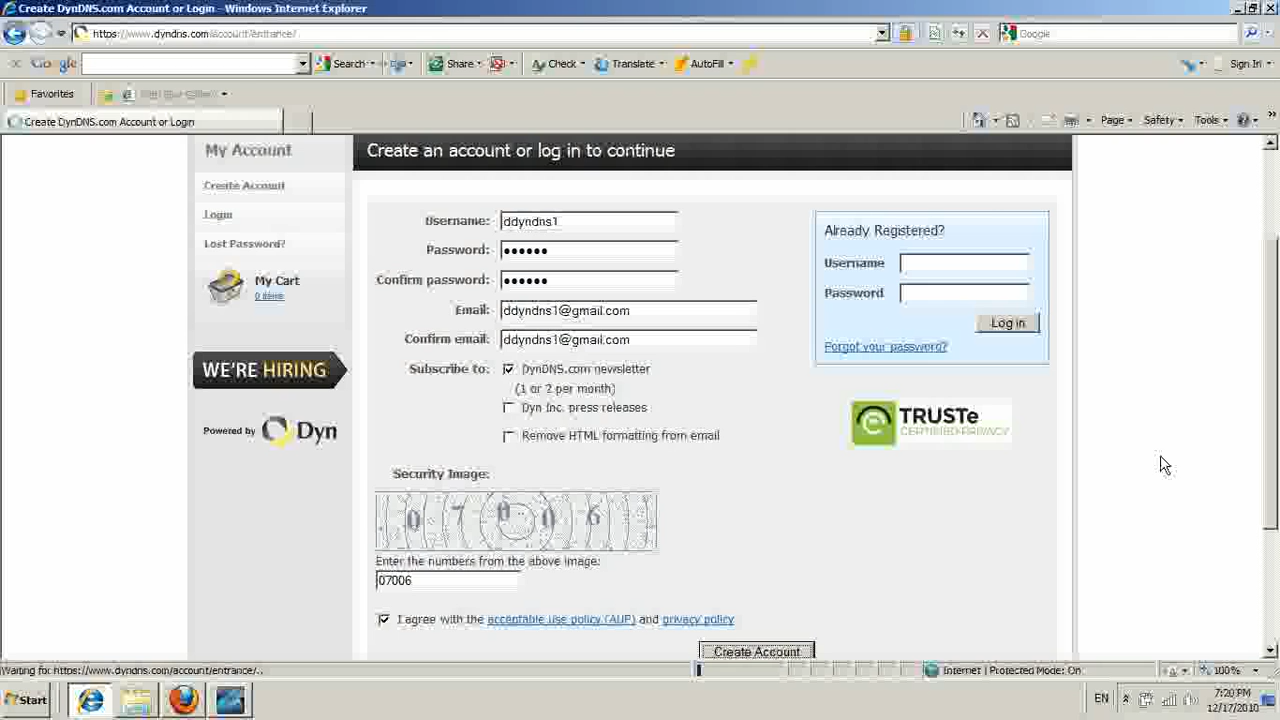 Create DynDNS.com Account or Login - Windows Internet Explorer
https://www.dyndns.com/account/entrance/
Google
Google
Search
Share
Check
Translate
AutoFill
Sign In
Favorites
Create DynDNS.com Account or Login
Page
Safety
Tools
My Account
Create an account or log in to continue
Create Account
Login
Lost Password?
My Cart
0 items
WE'RE HIRING
Powered by Dyn
Username: ddyndns1
Password: ••••••
Confirm password: ••••••
Email: ddyndns1@gmail.com
Confirm email: ddyndns1@gmail.com
Subscribe to: DynDNS.com newsletter
(1 or 2 per month)
Dyn Inc. press releases
Remove HTML formatting from email
Already Registered?
Username
Password
Log in
Forgot your password?
TRUSTe
CERTIFIED PRIVACY
Security Image:
0 7 0 0 6
Enter the numbers from the above image:
07006
I agree with the acceptable use policy (AUP) and privacy policy
Create Account
Waiting for https://www.dyndns.com/account/entrance/..
Internet | Protected Mode: On
100%
Start
EN
7:20 PM
12/17/2010